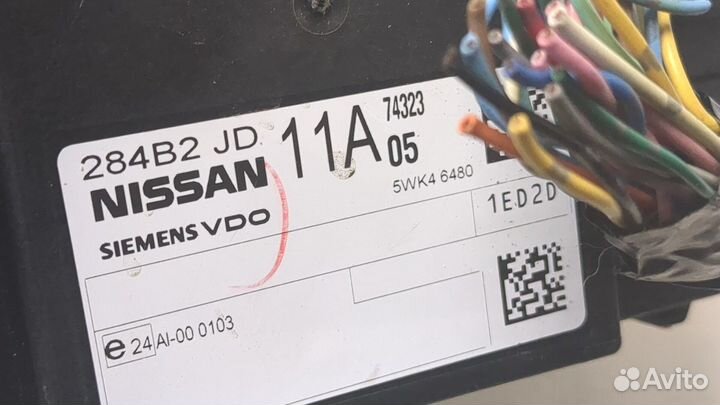 284B2 JD 11A 74323
05
NISSAN
5WK4 6480
SIEMENS VDO
1ED2D
e 24 AI-00 0103
Avito